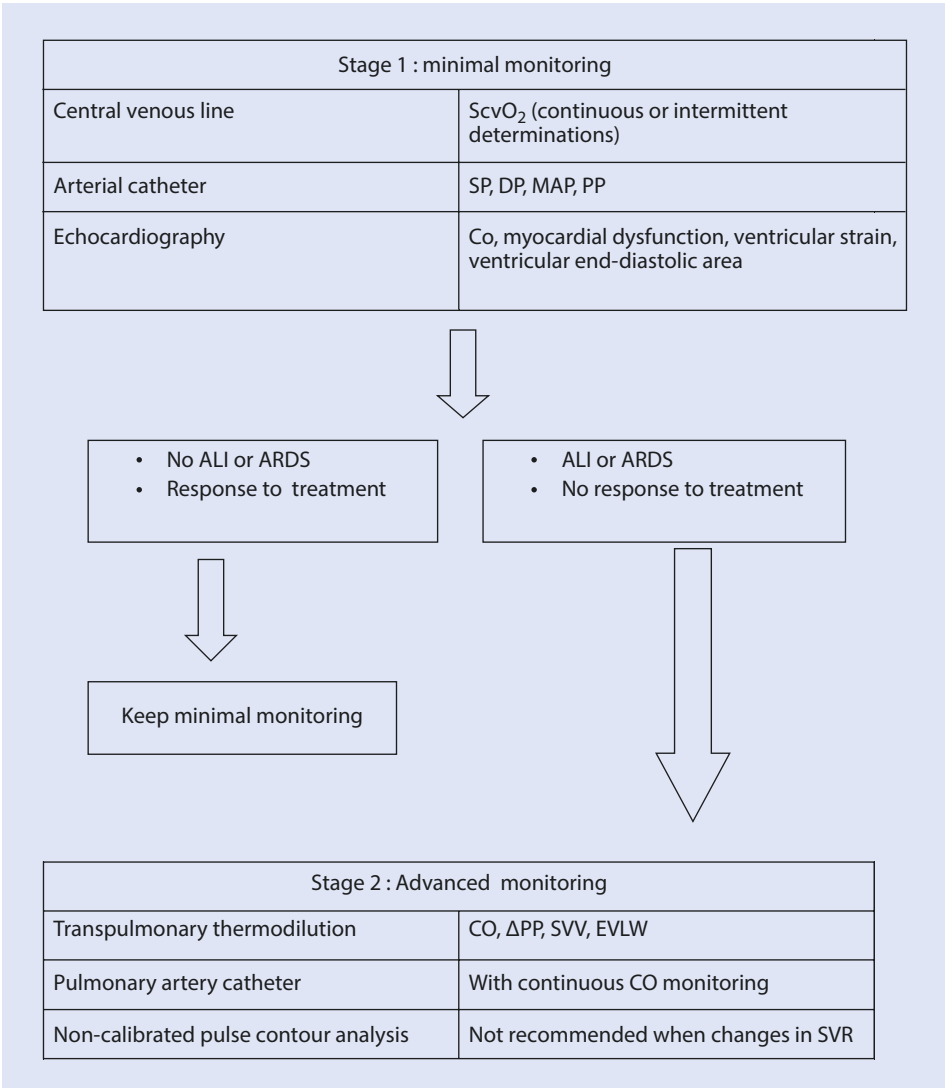 Stage 1 : minimal monitoring
Central venous line
ScvO₂ (continuous or intermittent
determinations)
Arterial catheter
SP, DP, MAP, PP
Echocardiography
Co, myocardial dysfunction, ventricular strain,
ventricular end-diastolic area
• No ALI or ARDS
• Response to treatment
• ALI or ARDS
• No response to treatment
Keep minimal monitoring
Stage 2 : Advanced monitoring
Transpulmonary thermodilution
CO, ΔPP, SVV, EVLW
Pulmonary artery catheter
With continuous CO monitoring
Non-calibrated pulse contour analysis
Not recommended when changes in SVR